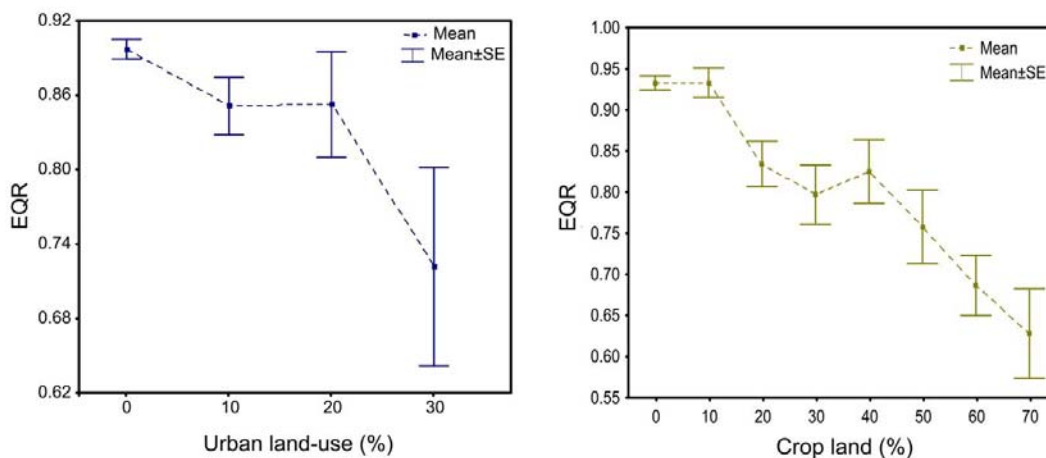 0.92
0.86
0.80
0.74
0.68
0.62
EQR
0 10 20 30
Urban land-use (%)
Mean
Mean±SE
1.00
0.95
0.90
0.85
0.80
0.75
0.70
0.65
0.60
0.55
EQR
0 10 20 30 40 50 60 70
Crop land (%)
Mean
Mean±SE